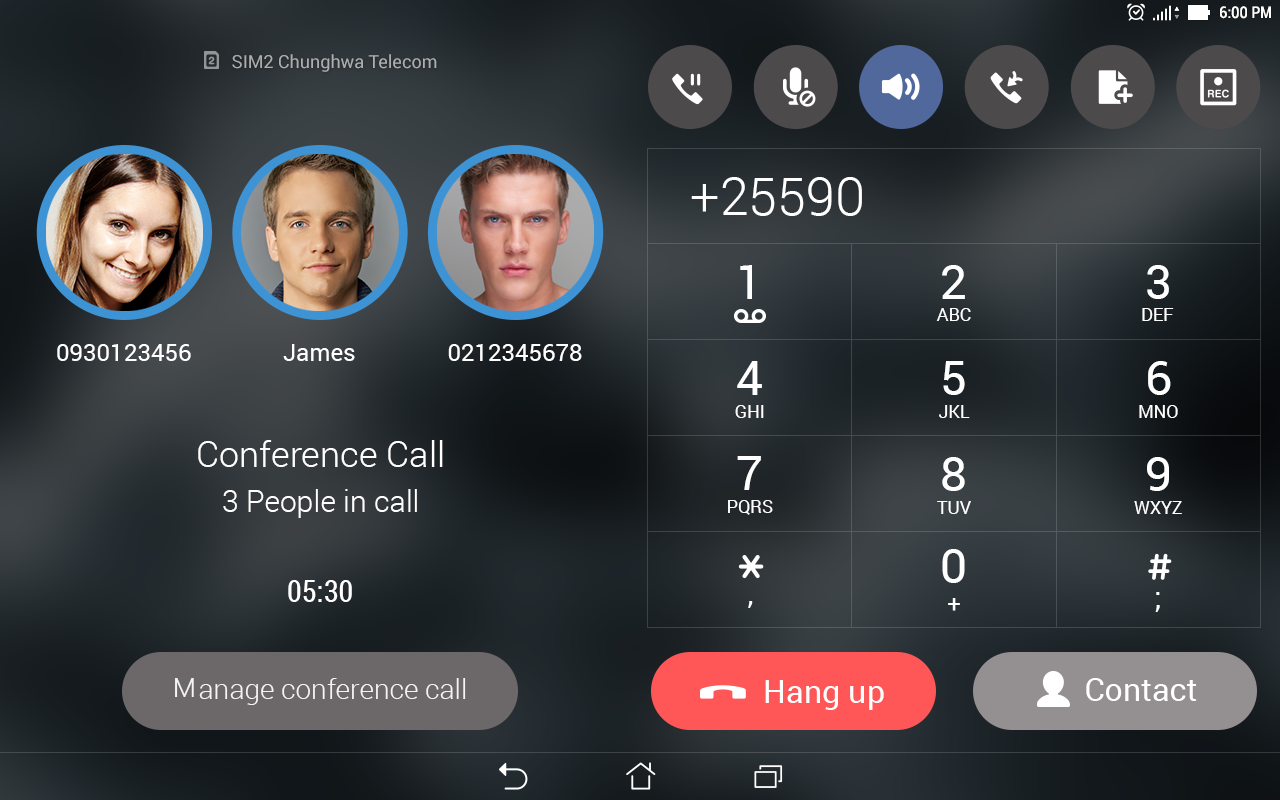 6:00 PM
2 SIM2 Chunghwa Telecom
REC
0930123456
James
0212345678
Conference Call
3 People in call
05:30
Manage conference call
+25590
1
2
ABC
3
DEF
4
GHI
5
JKL
6
MNO
7
PQRS
8
TUV
9
WXYZ
*
,
0
+
#
;
Hang up
Contact